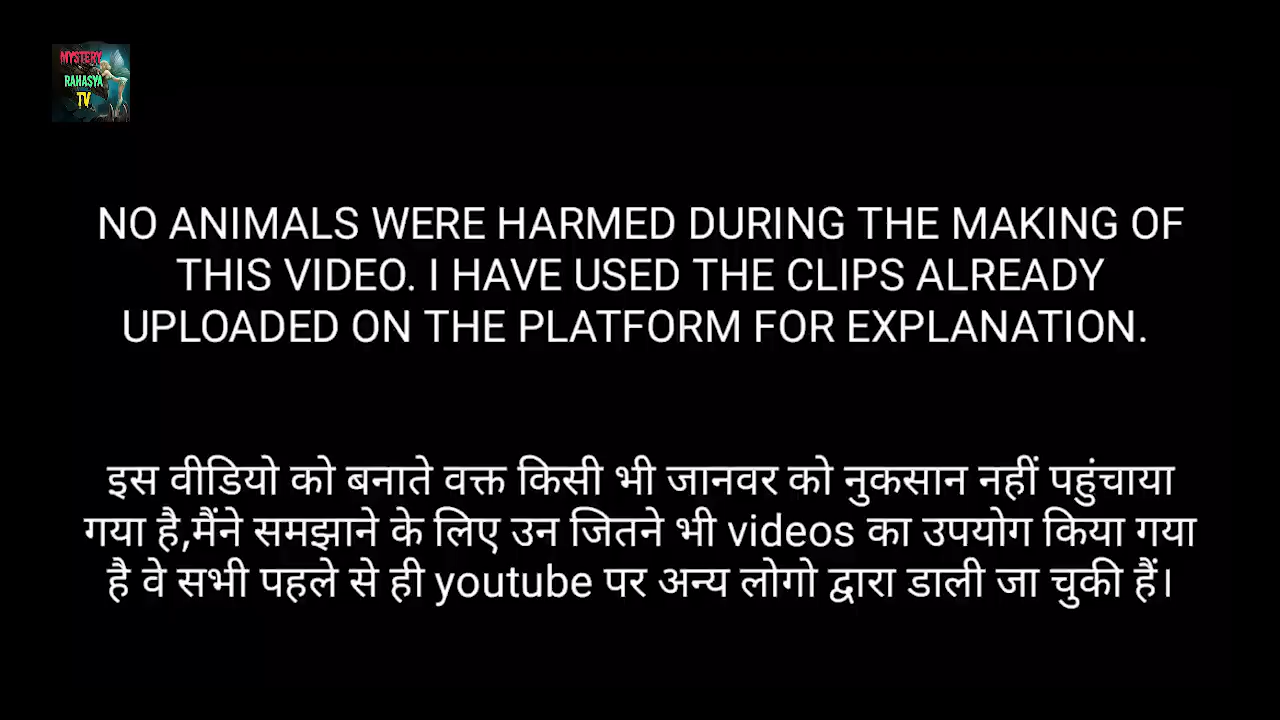 MYSTERY
RAHASYA
TV
NO ANIMALS WERE HARMED DURING THE MAKING OF
THIS VIDEO. I HAVE USED THE CLIPS ALREADY
UPLOADED ON THE PLATFORM FOR EXPLANATION.
इस वीडियो को बनाते वक्त किसी भी जानवर को नुकसान नहीं पहुंचाया
गया है,मैंने समझाने के लिए उन जितने भी videos का उपयोग किया गया
है वे सभी पहले से ही youtube पर अन्य लोगो द्वारा डाली जा चुकी हैं।